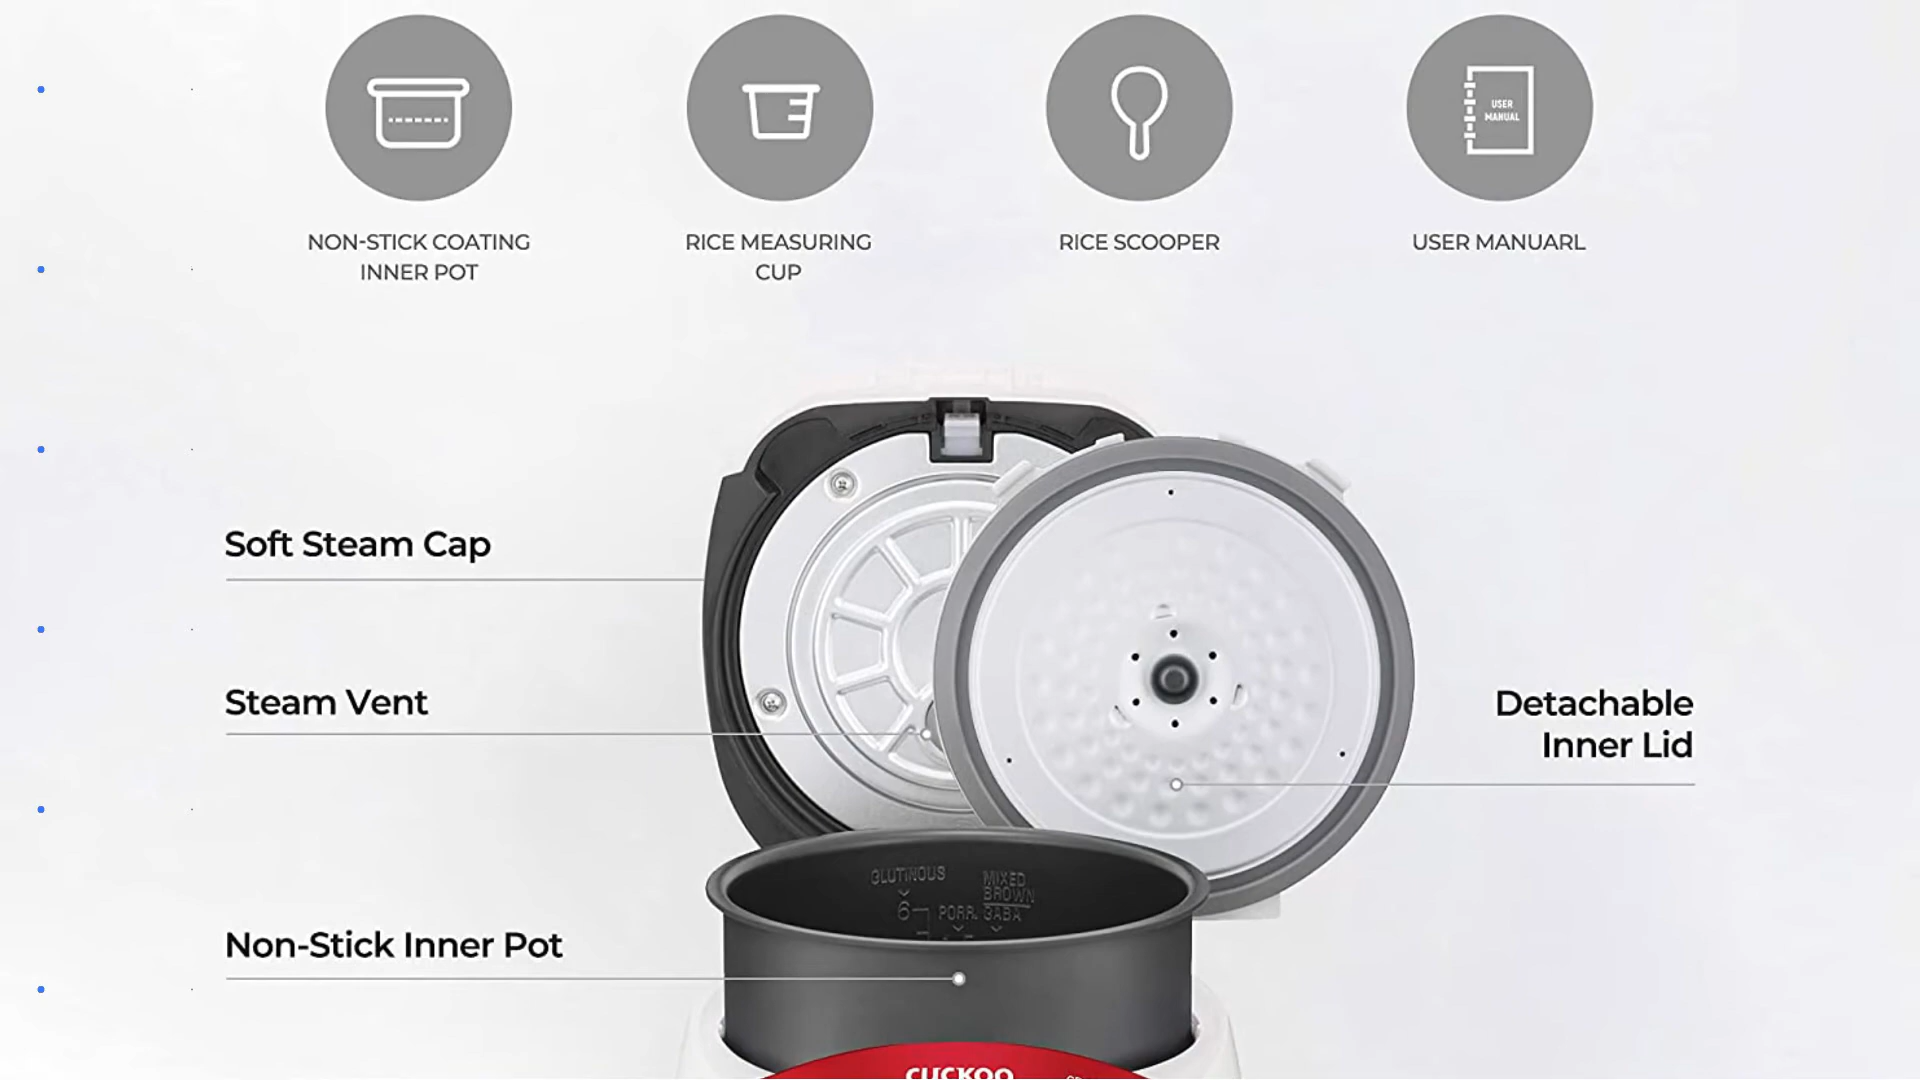 USER
MANUAL
NON-STICK COATING
INNER POT
RICE MEASURING
CUP
RICE SCOOPER
USER MANUARL
Soft Steam Cap
Steam Vent
Detachable
Inner Lid
GLUTINOUS
6
MIXED
BROWN
PORR. GABA
Non-Stick Inner Pot
CUCKOO